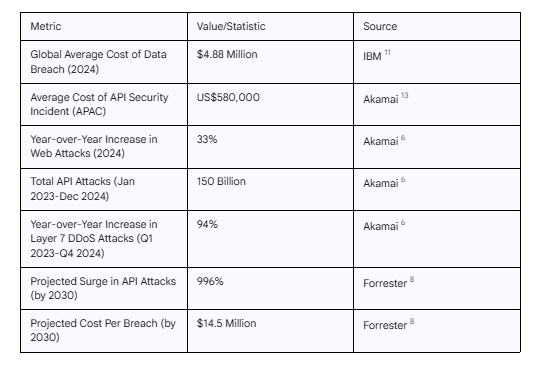 Metric Value/Statistic Source
Global Average Cost of Data $4.88 Million IBM 11
Breach (2024)
Average Cost of API Security US$580,000 Akamai 13
Incident (APAC)
Year-over-Year Increase in 33% Akamai 6
Web Attacks (2024)
Total API Attacks (Jan 150 Billion Akamai 6
2023-Dec 2024)
Year-over-Year Increase in 94% Akamai 6
Layer 7 DDoS Attacks (Q1
2023-Q4 2024)
Projected Surge in API Attacks 996% Forrester 8
(by 2030)
Projected Cost Per Breach (by $14.5 Million Forrester 8
2030)